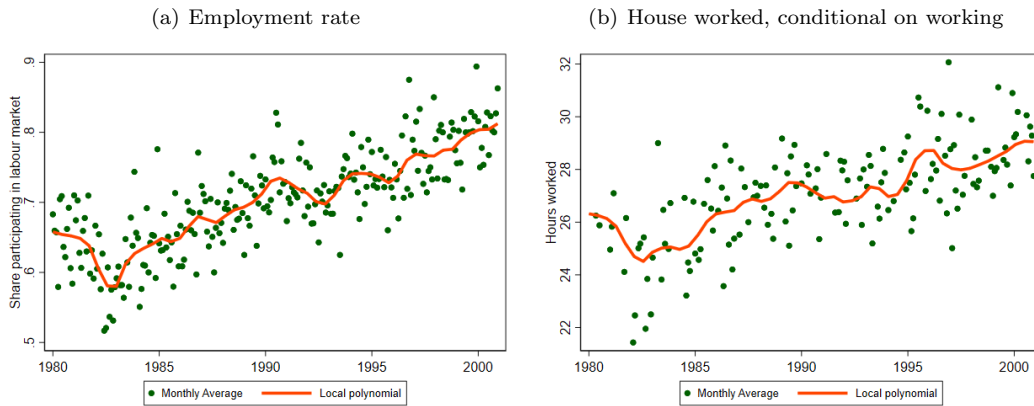 (a) Employment rate
Share participating in labour market
.9
.8
.7
.6
.5
1980 1985 1990 1995 2000
Monthly Average Local polynomial
(b) House worked, conditional on working
Hours worked
32
30
28
26
24
22
1980 1985 1990 1995 2000
Monthly Average Local polynomial